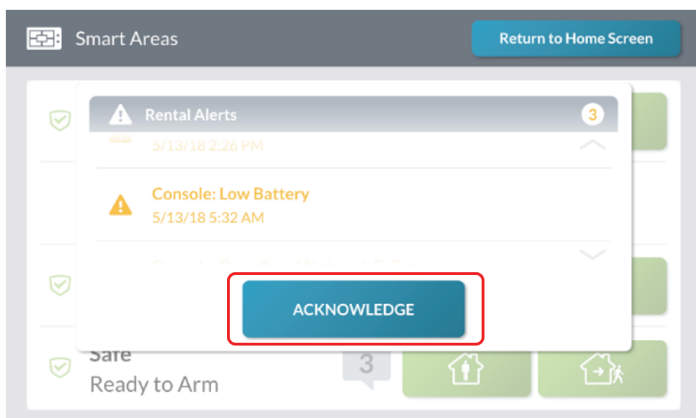 Smart Areas
Return to Home Screen
Rental Alerts
3
5/13/18 2:26 PM
Console: Low Battery
5/13/18 5:32 AM
ACKNOWLEDGE
Safe
3
Ready to Arm